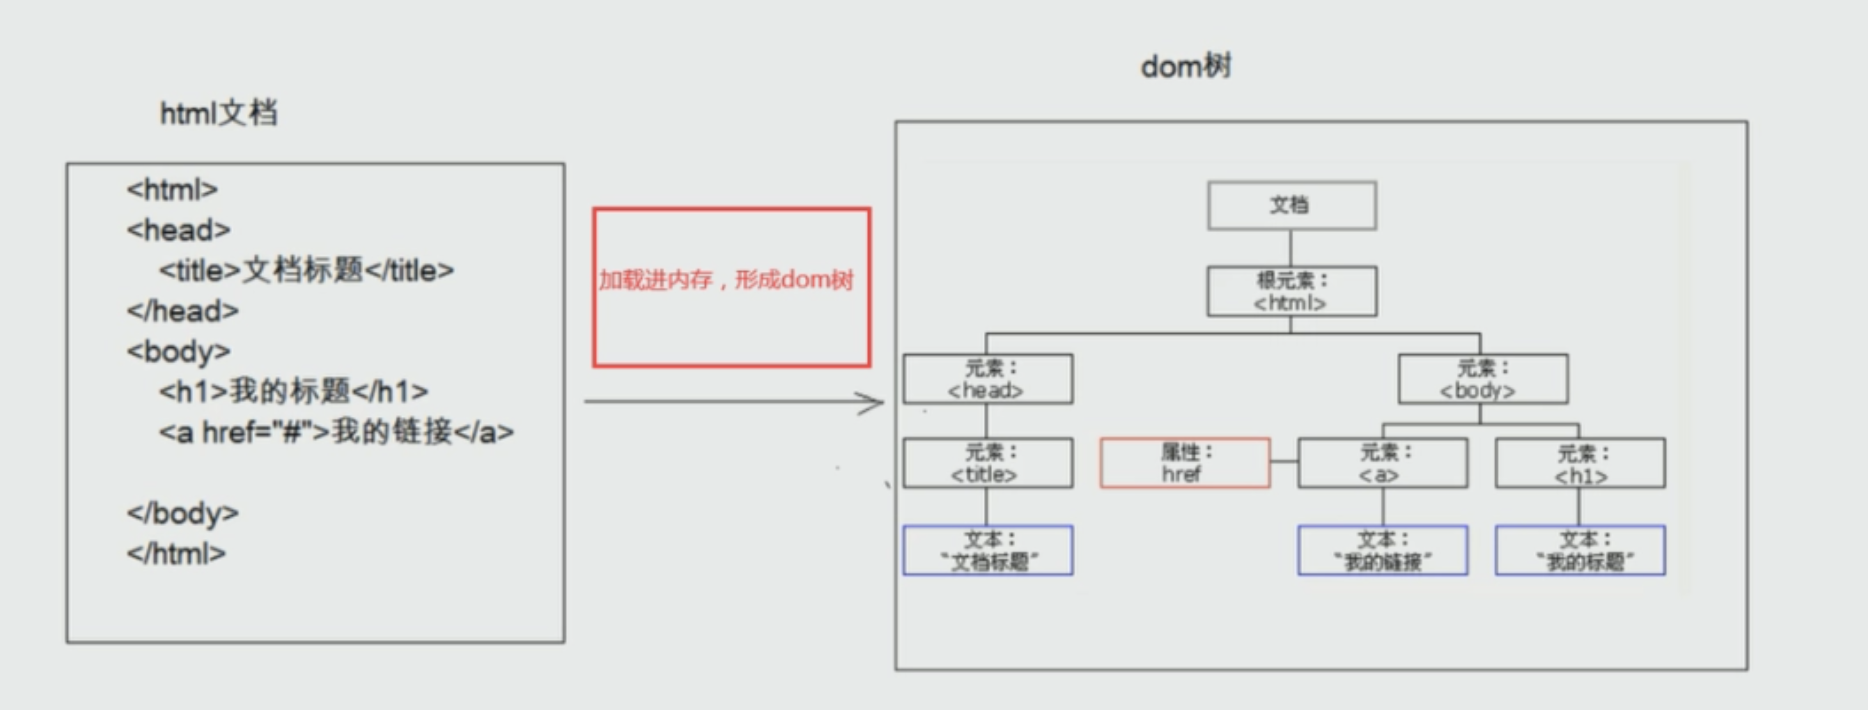 html文档
<html>
<head>
<title>文档标题</title>
</head>
<body>
<h1>我的标题</h1>
<a href="#">我的链接</a>
</body>
</html>
加载进内存，形成dom树
dom树
文档
根元素：
<html>
元素：
<head>
元素：
<body>
元素：
<title>
属性：
href
元素：
<a>
元素：
<h1>
文本：
"文档标题"
文本：
"我的链接"
文本：
"我的标题"